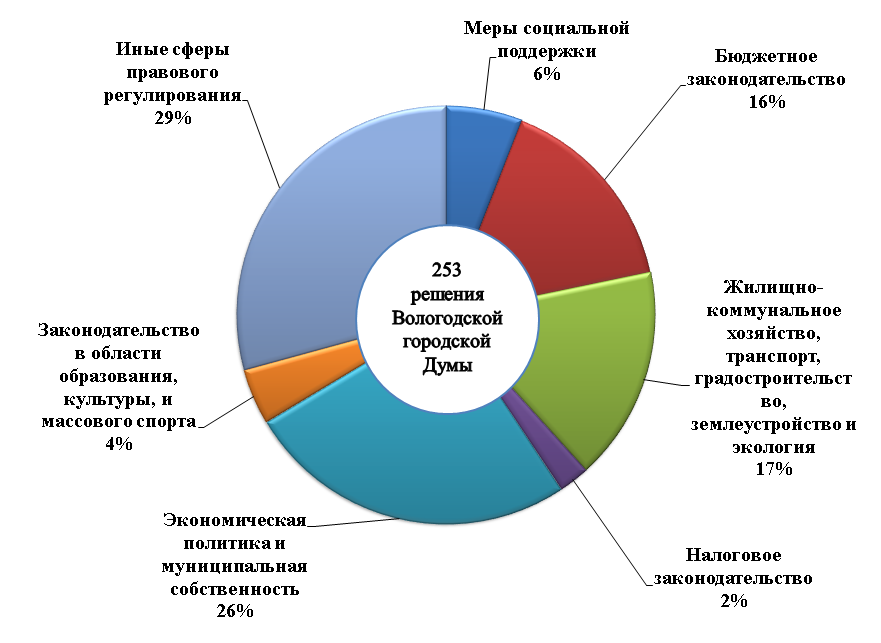 Меры социальной
поддержки
6%
Бюджетное
законодательство
16%
Жилищно-
коммунальное
хозяйство,
транспорт,
градостроительст
во,
землеустройство и
экология
17%
Налоговое
законодательство
2%
Экономическая
политика и
муниципальная
собственность
26%
Законодательство
в области
образования,
культуры, и
массового спорта
4%
Иные сферы
правового
регулирования
29%
253
решения
Вологодской
городской
Думы